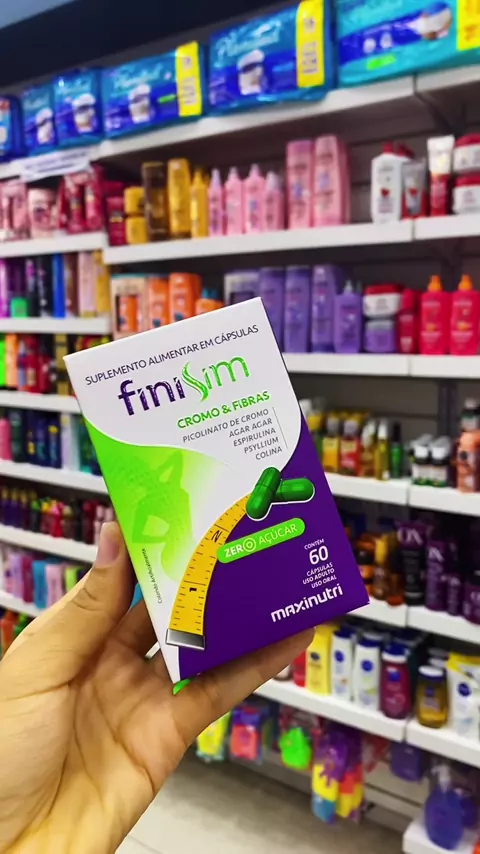 SUPLEMENTO ALIMENTAR EM CÁPSULAS
finisim
CROMO & FIBRAS
PICOLINATO DE CROMO
AGAR AGAR
ESPIRULINA
PSYLLIUM
COLINA
ZERO AÇÚCAR
CONTÉM
60
CÁPSULAS
USO ADULTO
USO ORAL
maxinutri